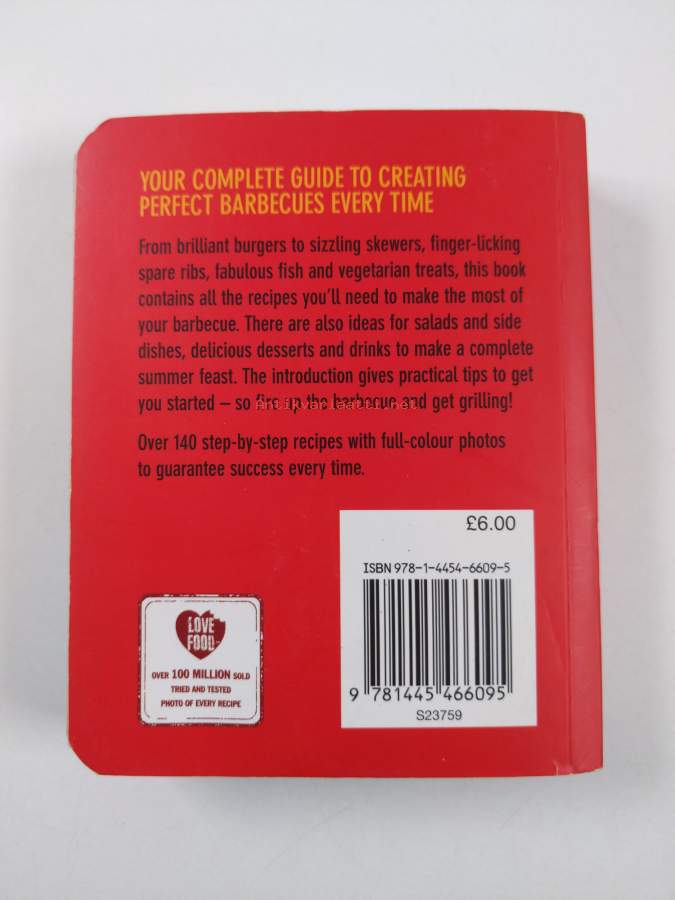 YOUR COMPLETE GUIDE TO CREATING
PERFECT BARBECUES EVERY TIME
From brilliant burgers to sizzling skewers, finger-licking
spare ribs, fabulous fish and vegetarian treats, this book
contains all the recipes you'll need to make the most of
your barbecue. There are also ideas for salads and side
dishes, delicious desserts and drinks to make a complete
summer feast. The introduction gives practical tips to get
you started – so fire up the barbecue and get grilling!
Antikvariaatti.net
Over 140 step-by-step recipes with full-colour photos
to guarantee success every time.
£6.00
ISBN 978-1-4454-6609-5
9 781445 466095
S23759
LOVE
FOOD
OVER 100 MILLION SOLD
TRIED AND TESTED
PHOTO OF EVERY RECIPE